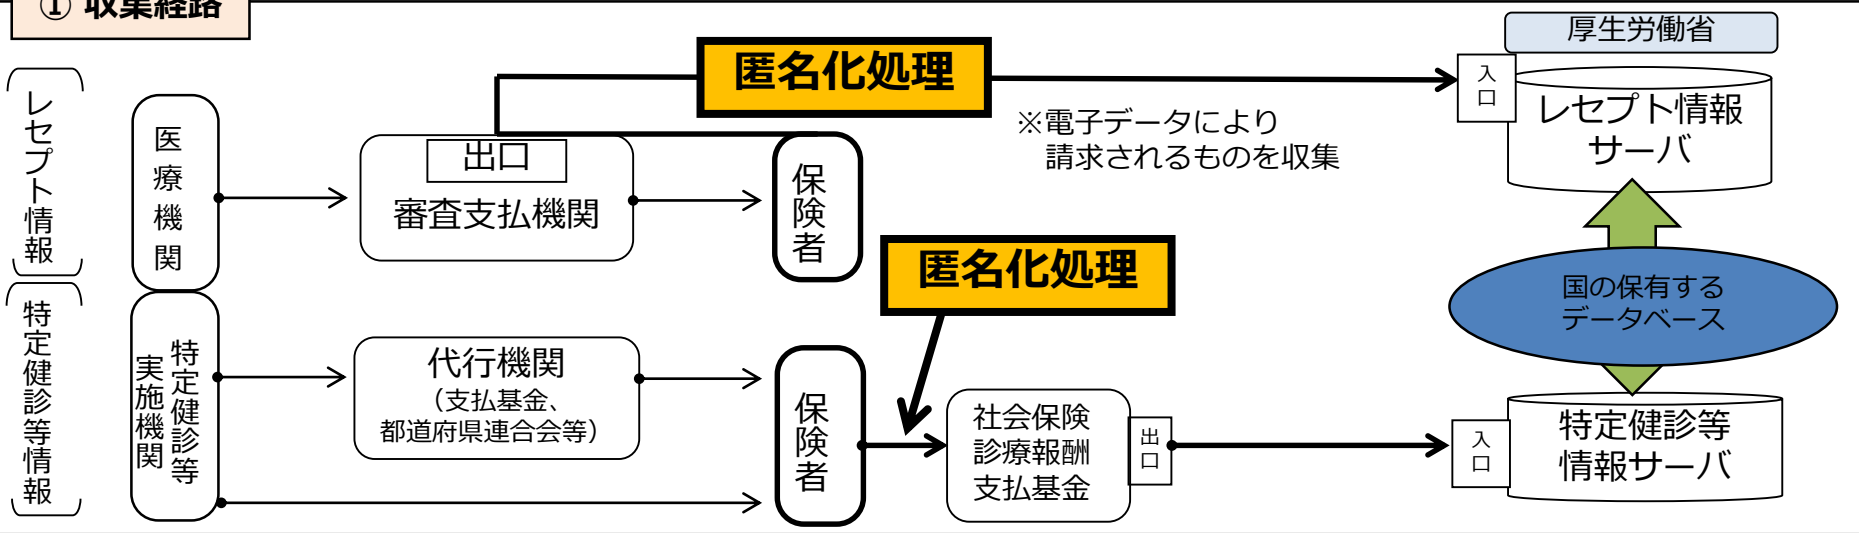 ① 収集経路
厚生労働省
匿名化処理
入口
レセプト情報
レセプト情報
サーバ
※電子データにより
請求されるものを収集
医療機関
出口
審査支払機関
保険者
匿名化処理
国の保有する
データベース
特定健診等情報
特定健診等
実施機関
代行機関
（支払基金、
都道府県連合会等）
保険者
社会保険
診療報酬
支払基金
出口
入口
特定健診等
情報サーバ